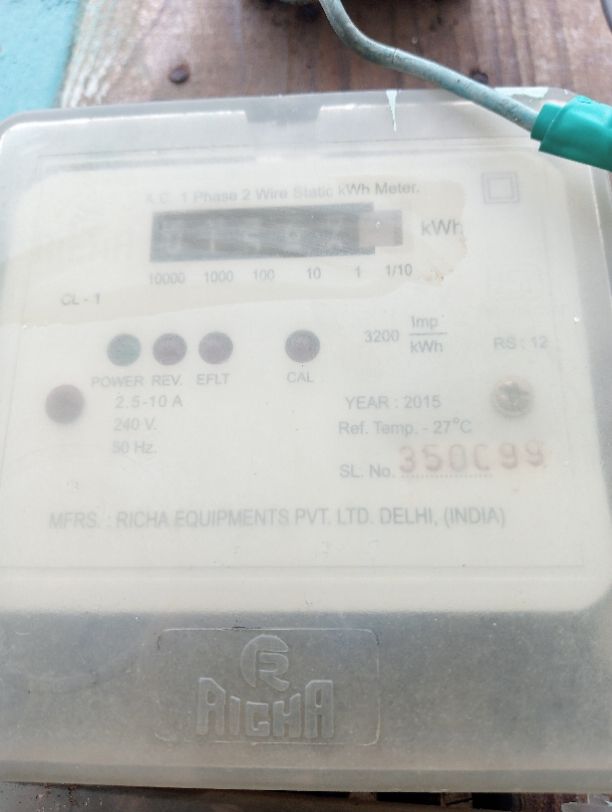 A.C. 1 Phase 2 Wire Static kWh Meter.
kWh
10000 1000 100 10 1 1/10
CL - 1
3200 Imp/kWh
RS : 12
POWER REV. EFLT CAL
2.5-10 A
240 V.
50 Hz.
YEAR : 2015
Ref. Temp. - 27°C
SL. No. 350C99
MFRS. : RICHA EQUIPMENTS PVT. LTD. DELHI, (INDIA)
RICHA